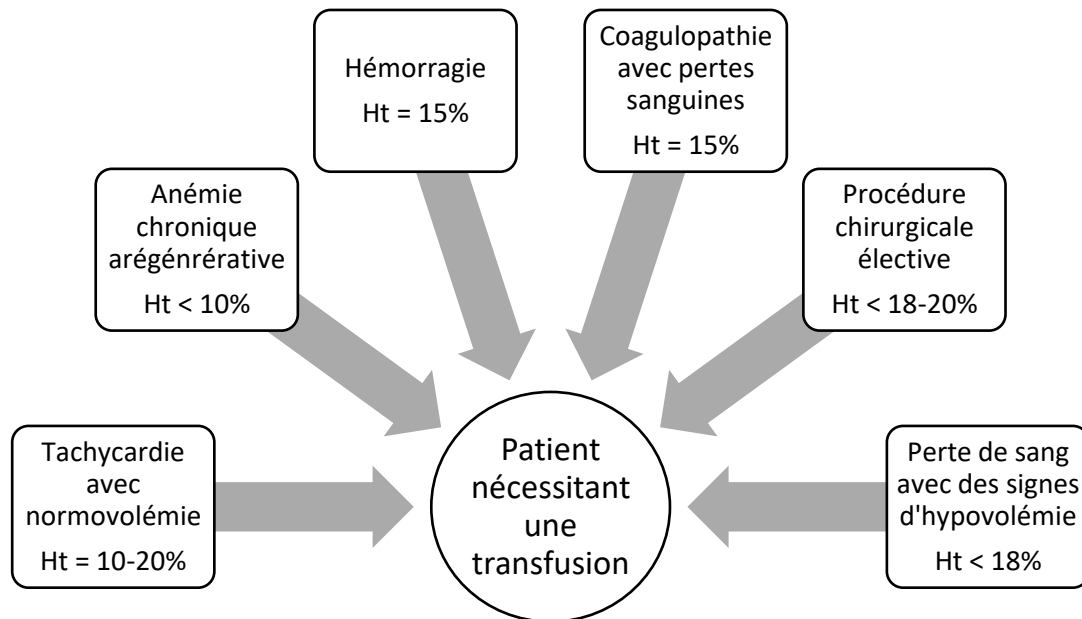 Tachycardie
avec
normovolémie
Ht = 10-20%
Anémie
chronique
arégénrérative
Ht < 10%
Hémorragie
Ht = 15%
Coagulopathie
avec pertes
sanguines
Ht = 15%
Procédure
chirurgicale
élective
Ht < 18-20%
Perte de sang
avec des signes
d'hypovolémie
Ht < 18%
Patient
nécessitant
une
transfusion